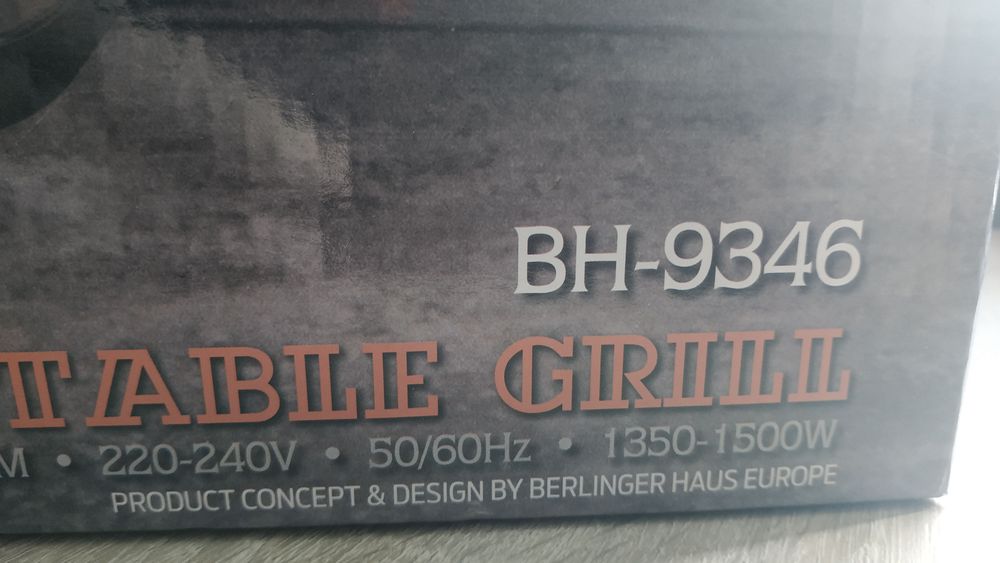 BH-9346
TABLE GRILL
M • 220-240V • 50/60Hz • 1350-1500W
PRODUCT CONCEPT & DESIGN BY BERLINGER HAUS EUROPE